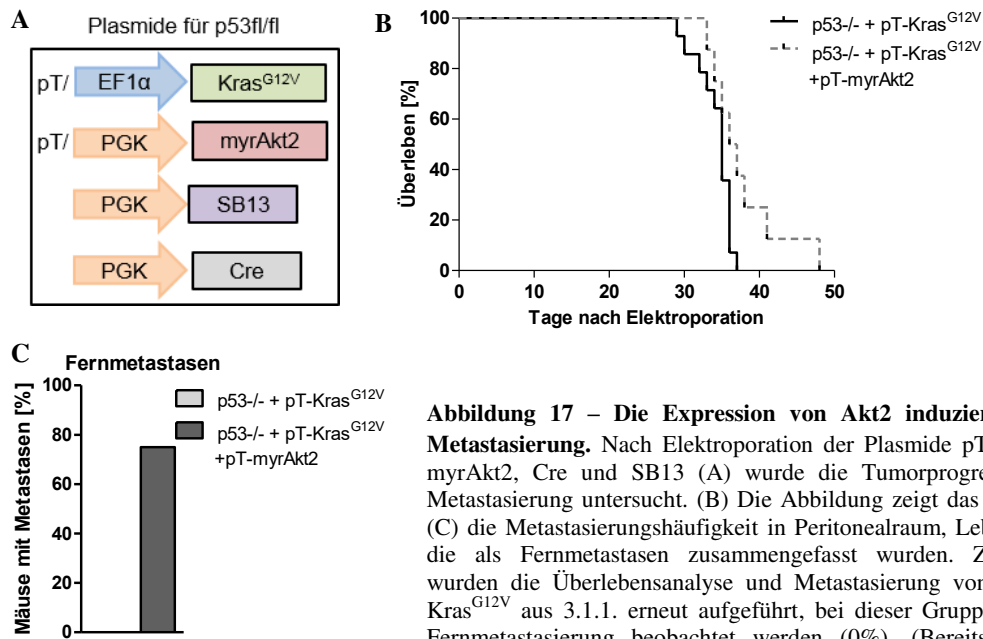 A
Plasmide für p53fl/fl
pT/ EF1α Kras^G12V
pT/ PGK myrAkt2
PGK SB13
PGK Cre
B
Überleben [%]
100
80
60
40
20
0
0 10 20 30 40 50
Tage nach Elektroporation
p53-/- + pT-Kras^G12V
p53-/- + pT-Kras^G12V
+pT-myrAkt2
C
Fernmetastasen
Mäuse mit Metastasen [%]
100
80
60
40
20
0
p53-/- + pT-Kras^G12V
p53-/- + pT-Kras^G12V
+pT-myrAkt2
Abbildung 17 – Die Expression von Akt2 induzier
Metastasierung. Nach Elektroporation der Plasmide pT
myrAkt2, Cre und SB13 (A) wurde die Tumorprogre
Metastasierung untersucht. (B) Die Abbildung zeigt das
(C) die Metastasierungshäufigkeit in Peritonealraum, Leb
die als Fernmetastasen zusammengefasst wurden. Z
wurden die Überlebensanalyse und Metastasierung von
Kras^G12V aus 3.1.1. erneut aufgeführt, bei dieser Grupp
Fernmetastasierung beobachtet werden (0%). (Bereits